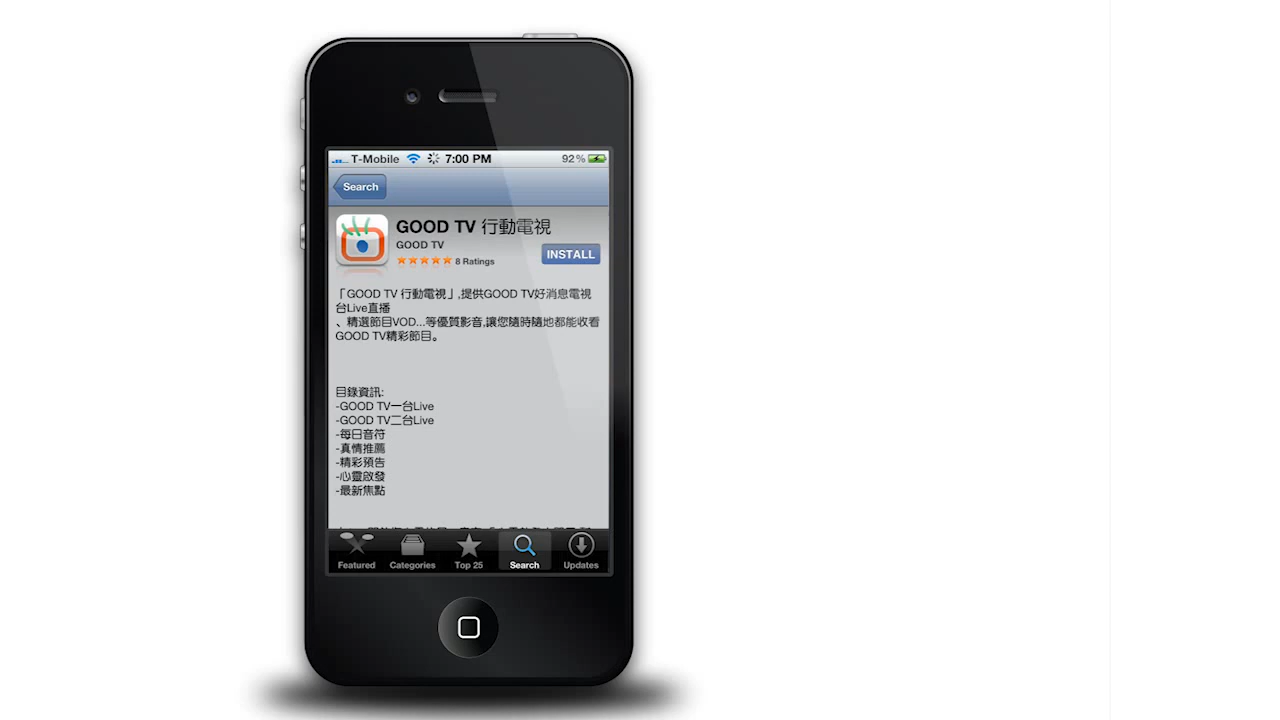 T-Mobile 7:00 PM 92%
Search
GOOD TV 行動電視
GOOD TV
INSTALL
8 Ratings
「GOOD TV 行動電視」,提供GOOD TV好消息電視
台Live直播
、精選節目VOD...等優質影音,讓您隨時隨地都能收看
GOOD TV精彩節目。
目錄資訊:
-GOOD TV一台Live
-GOOD TV二台Live
-每日音符
-真情推薦
-精彩預告
-心靈啟發
-最新焦點
Featured Categories Top 25 Search Updates